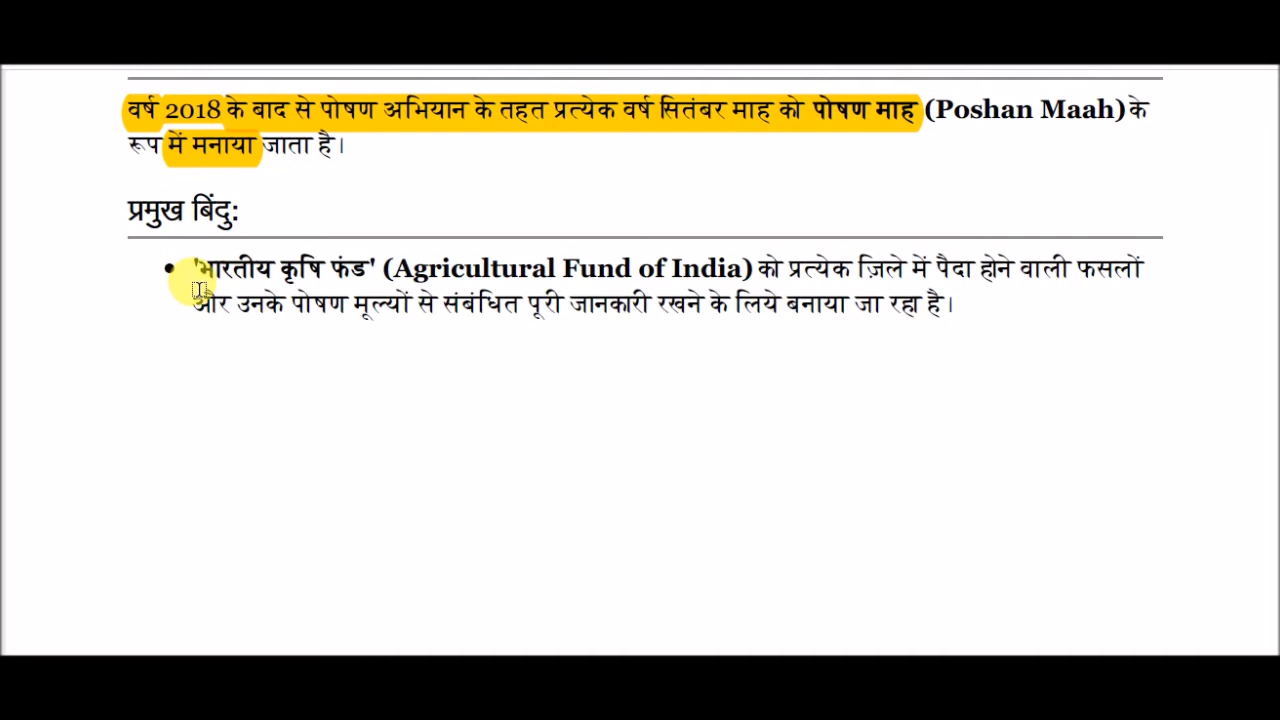 वर्ष 2018 के बाद से पोषण अभियान के तहत प्रत्येक वर्ष सितंबर माह को पोषण माह (Poshan Maah) के
रूप में मनाया जाता है।
प्रमुख बिंदु:
• 'भारतीय कृषि फंड' (Agricultural Fund of India) को प्रत्येक ज़िले में पैदा होने वाली फसलों
और उनके पोषण मूल्यों से संबंधित पूरी जानकारी रखने के लिये बनाया जा रहा है।